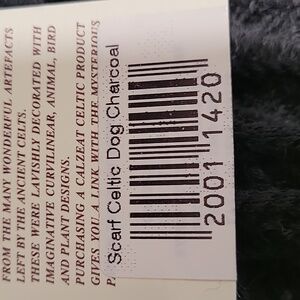 FROM THE MANY WONDERFUL ARTEFACTS
LEFT BY THE ANCIENT CELTS.
THESE WERE LAVISHLY DECORATED WITH
IMAGINATIVE CURVILINEAR, ANIMAL, BIRD
AND PLANT DESIGNS.
PURCHASING A CALZEAT CELTIC PRODUCT
GIVES YOU A LINK WITH THE MYSTERIOUS
Scarf Celtic Dog Charcoal
2001 1420